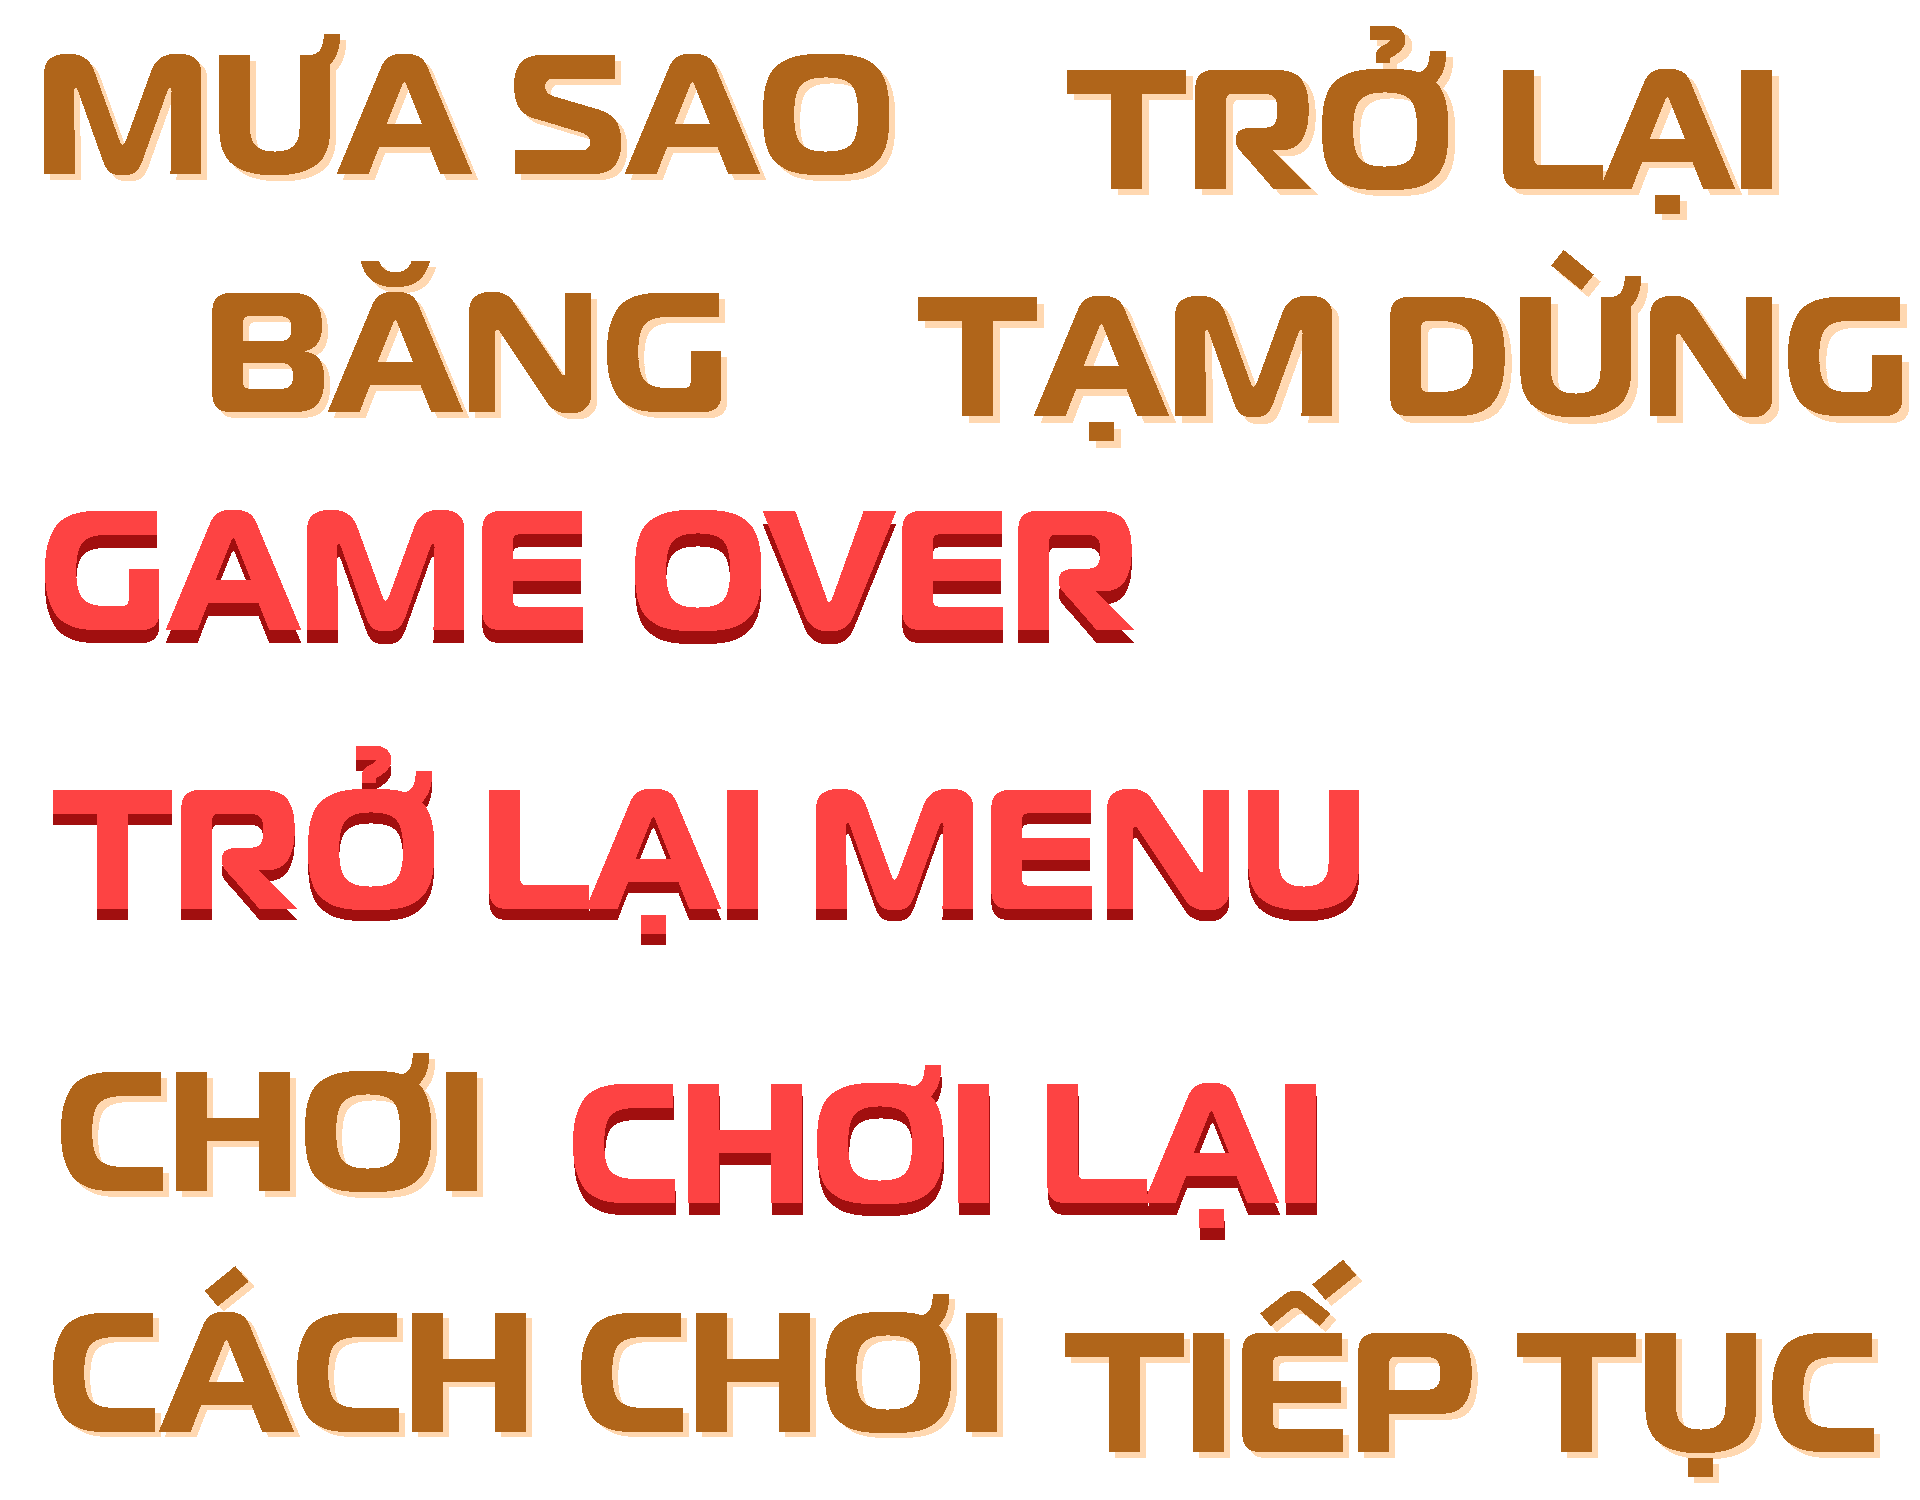 MƯA SAO
TRỞ LẠI
BĂNG
TẠM DỪNG
GAME OVER
TRỞ LẠI MENU
CHƠI
CHƠI LẠI
CÁCH CHƠI
TIẾP TỤC